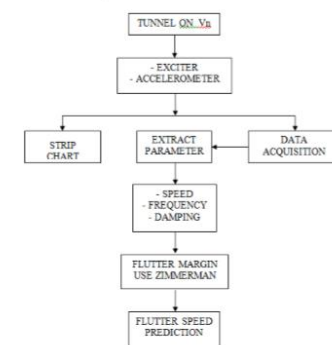 TUNNEL ON Vn
- EXCITER
- ACCELEROMETER
STRIP
CHART
EXTRACT
PARAMETER
DATA
ACQUISITION
- SPEED
- FREQUENCY
- DAMPING
FLUTTER MARGIN
USE ZIMMERMAN
FLUTTER SPEED
PREDICTION